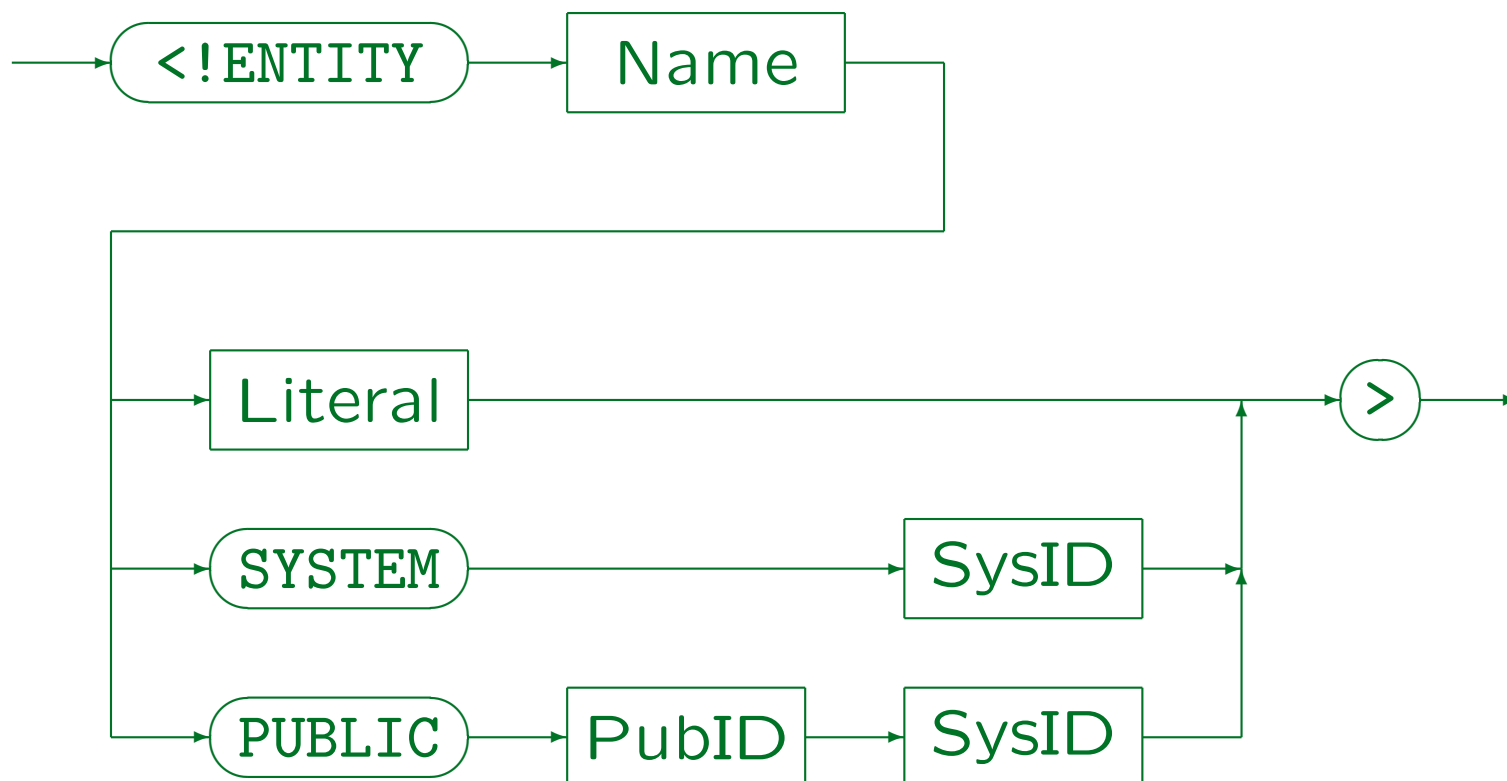 <!ENTITY Name
Literal >
SYSTEM SysID
PUBLIC PubID SysID